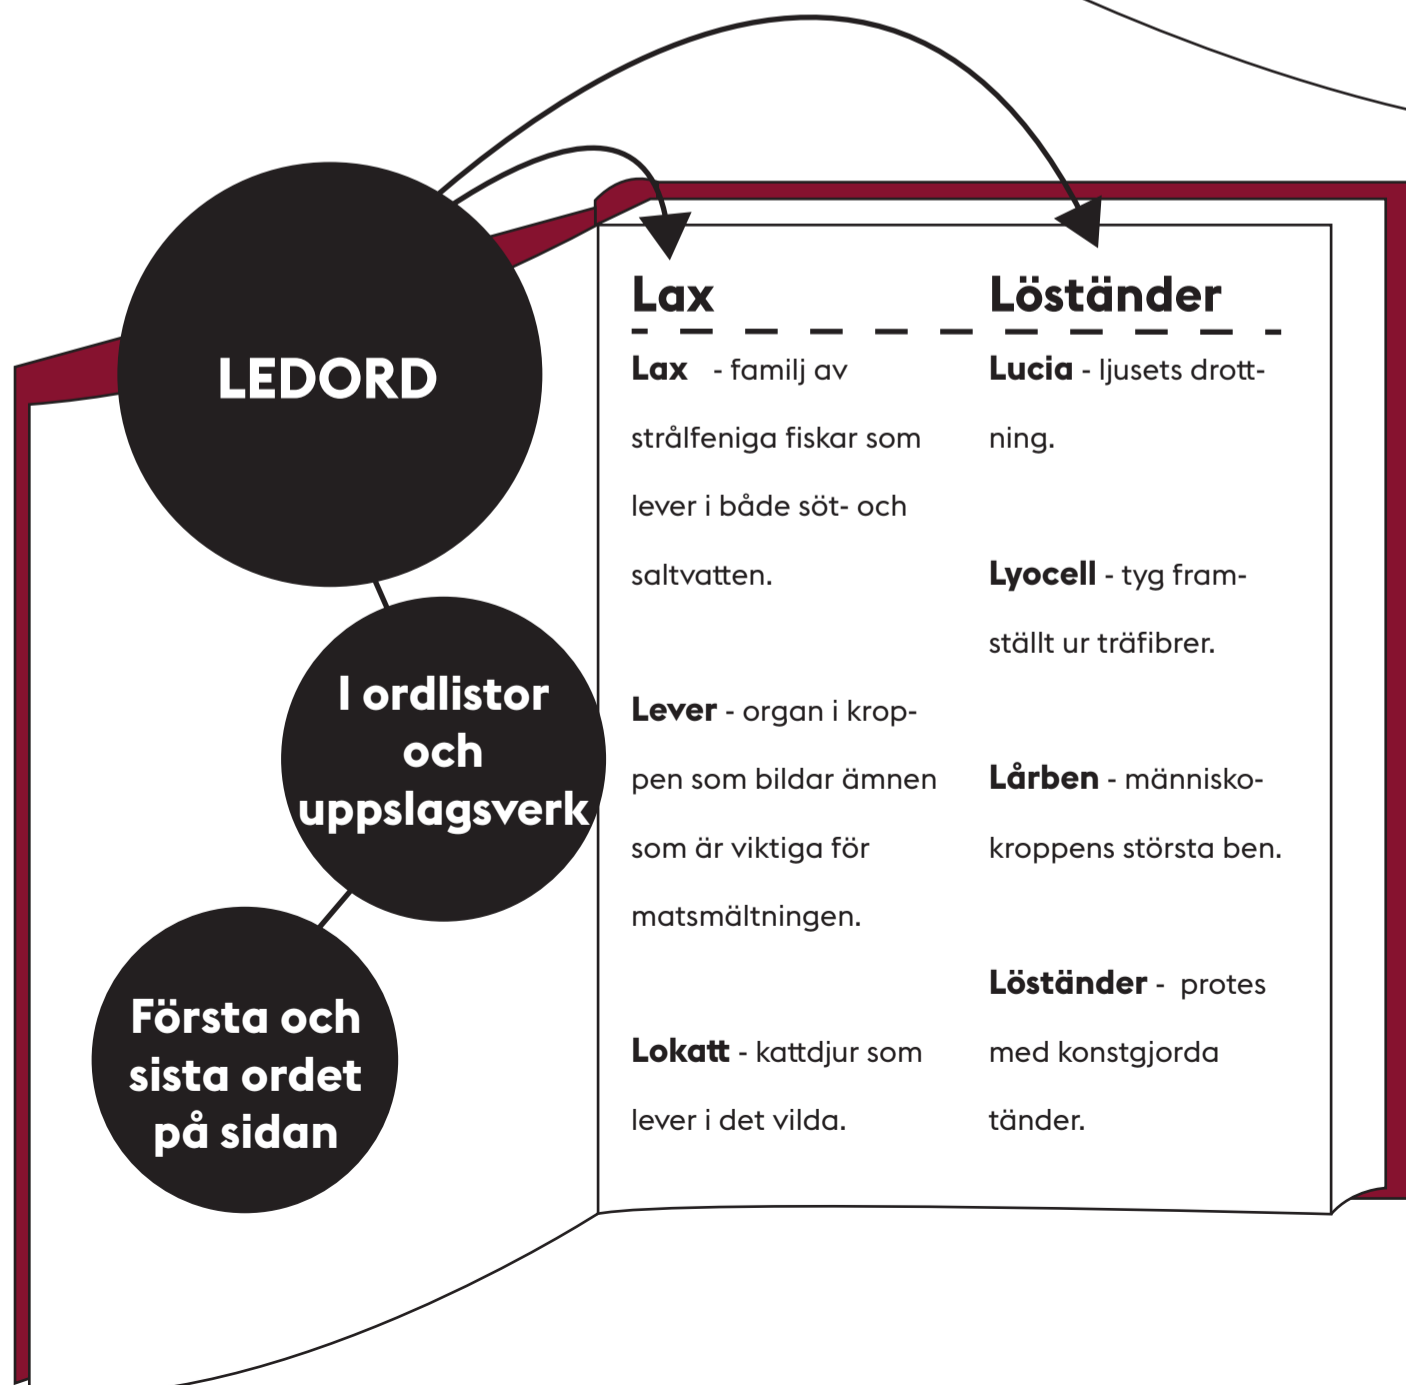 LEDORD
I ordlistor
och
uppslagsverk
Första och
sista ordet
på sidan
Lax
Lax - familj av
strålfeniga fiskar som
lever i både söt- och
saltvatten.
Lever - organ i krop-
pen som bildar ämnen
som är viktiga för
matsmältningen.
Lokatt - kattdjur som
lever i det vilda.
Löständer
Lucia - ljusets drott-
ning.
Lyocell - tyg fram-
ställt ur träfibrer.
Lårben - människo-
kroppens största ben.
Löständer - protes
med konstgjorda
tänder.